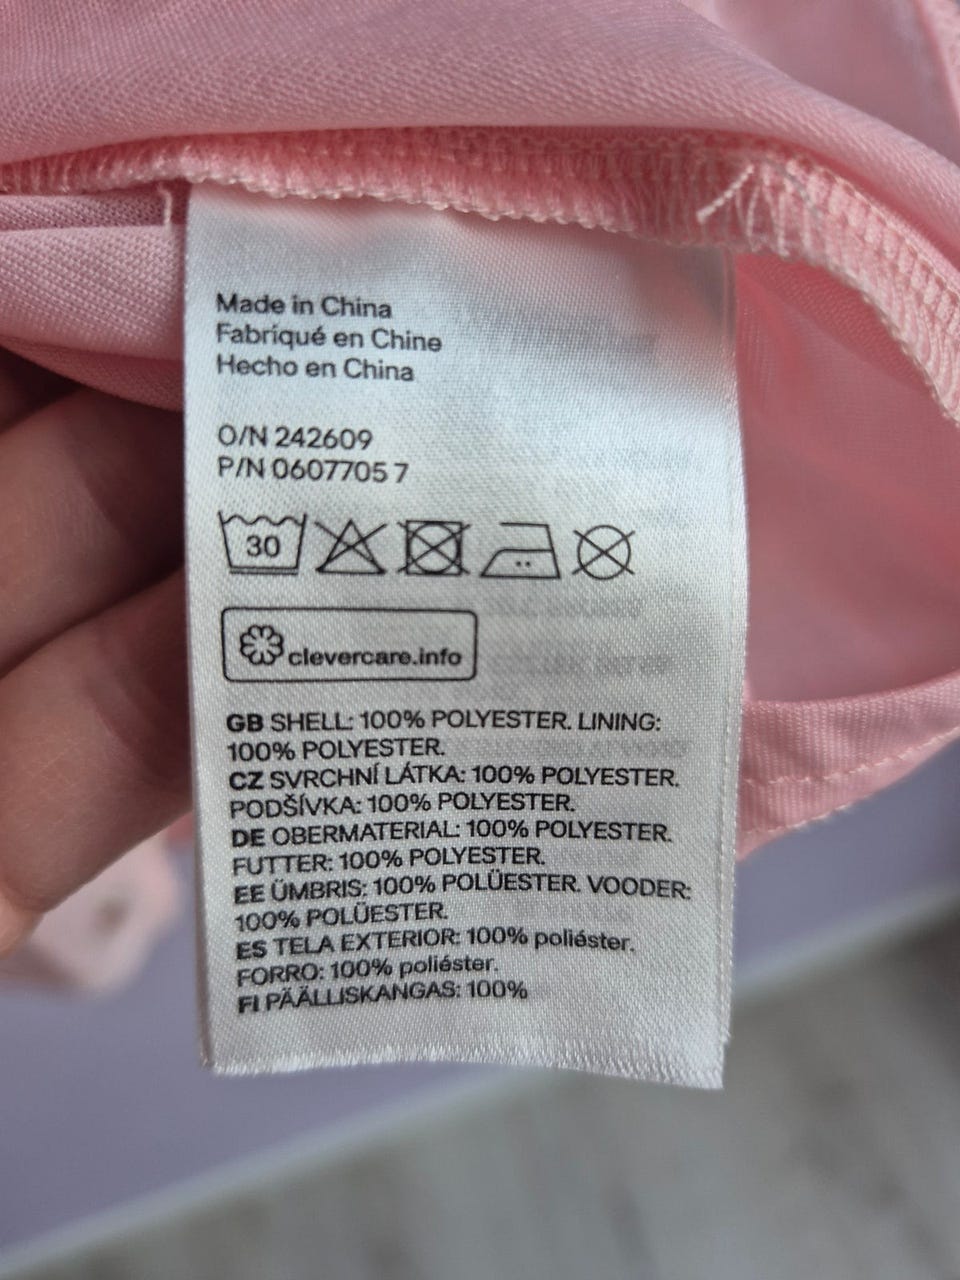 Made in China
Fabriqué en Chine
Hecho en China
O/N 242609
P/N 0607705 7
30
clevercare.info
GB SHELL: 100% POLYESTER. LINING:
100% POLYESTER.
CZ SVRCHNÍ LÁTKA: 100% POLYESTER.
PODŠÍVKA: 100% POLYESTER.
DE OBERMATERIAL: 100% POLYESTER.
FUTTER: 100% POLYESTER.
EE ÜMBRIS: 100% POLÜESTER. VOODER:
100% POLÜESTER.
ES TELA EXTERIOR: 100% poliéster.
FORRO: 100% poliéster.
FI PÄÄLLISKANGAS: 100%